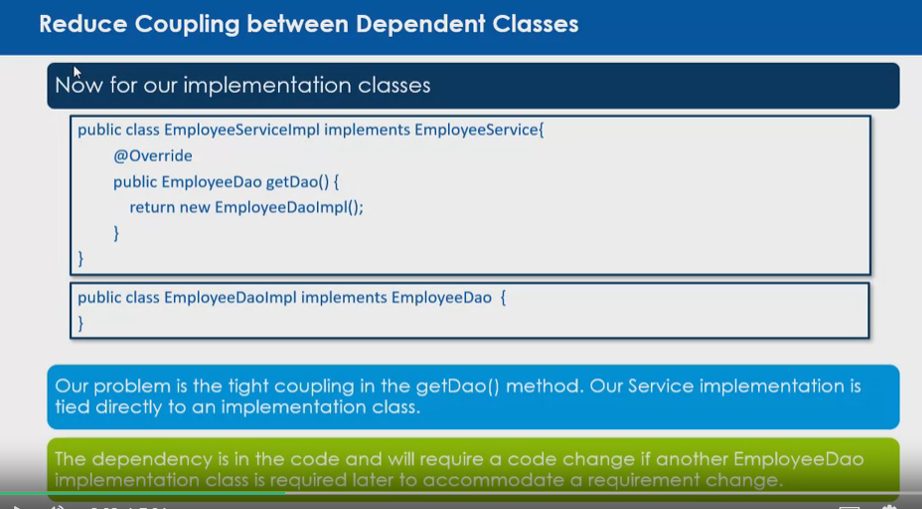 Reduce Coupling between Dependent Classes
Now for our implementation classes
public class EmployeeServiceImpl implements EmployeeService{
@Override
public EmployeeDao getDao() {
return new EmployeeDaoImpl();
}
}
public class EmployeeDaoImpl implements EmployeeDao {
}
Our problem is the tight coupling in the getDao() method. Our Service implementation is
tied directly to an implementation class.
The dependency is in the code and will require a code change if another EmployeeDao
implementation class is required later to accommodate a requirement change.